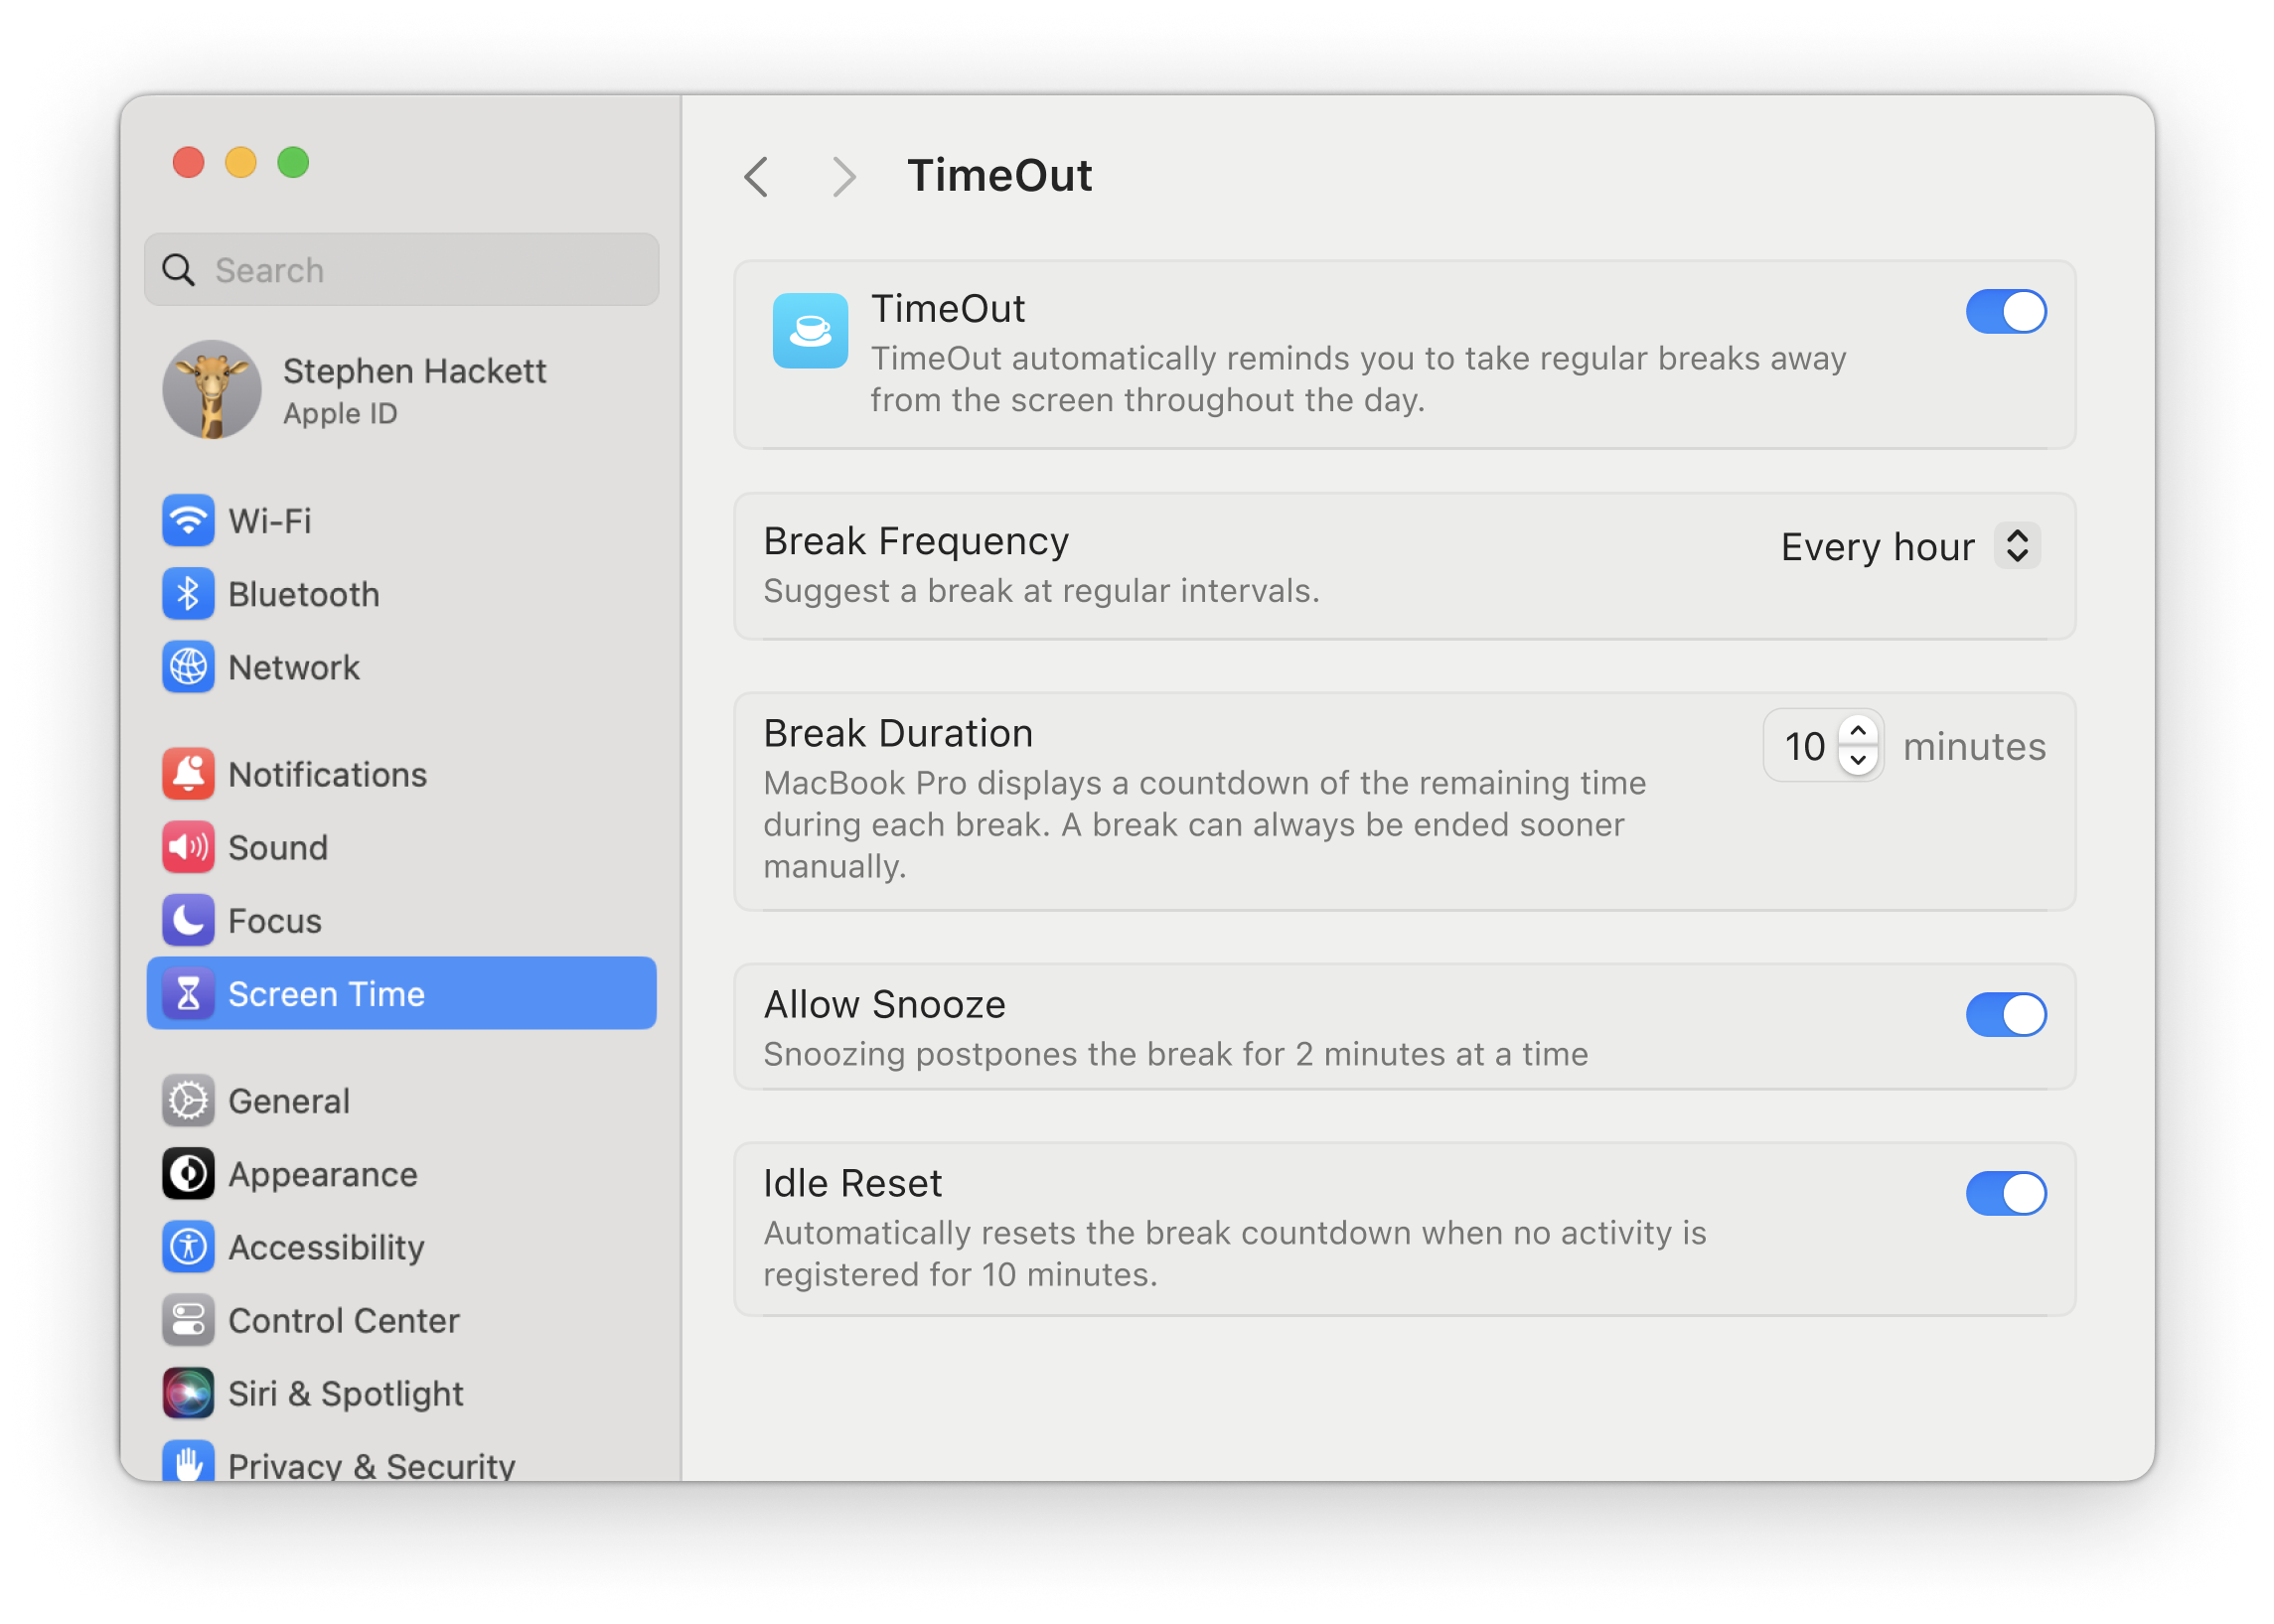 Search
Stephen Hackett
Apple ID
Wi-Fi
Bluetooth
Network
Notifications
Sound
Focus
Screen Time
General
Appearance
Accessibility
Control Center
Siri & Spotlight
Privacy & Security
TimeOut
TimeOut
TimeOut automatically reminds you to take regular breaks away
from the screen throughout the day.
Break Frequency
Every hour
Suggest a break at regular intervals.
Break Duration
10 minutes
MacBook Pro displays a countdown of the remaining time
during each break. A break can always be ended sooner
manually.
Allow Snooze
Snoozing postpones the break for 2 minutes at a time
Idle Reset
Automatically resets the break countdown when no activity is
registered for 10 minutes.